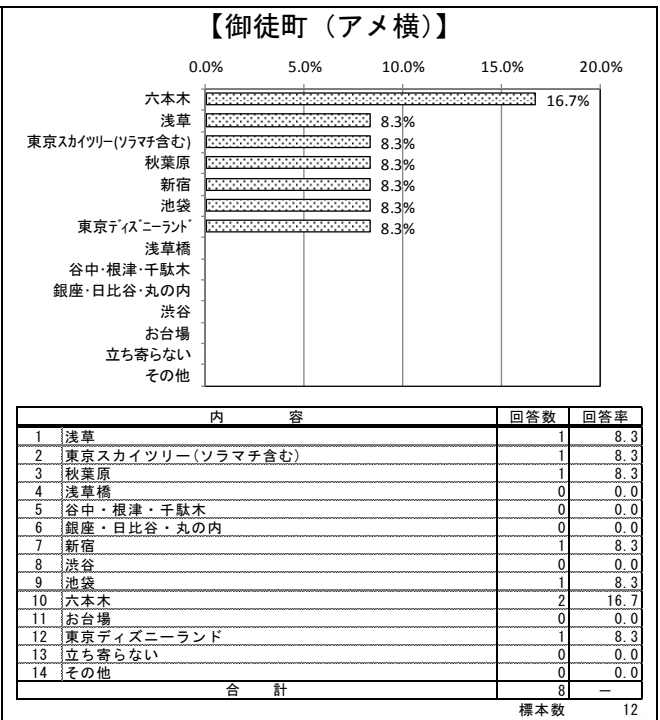 【御徒町（アメ横）】
0.0% 5.0% 10.0% 15.0% 20.0%
六本木 16.7%
浅草 8.3%
東京スカイツリー(ソラマチ含む) 8.3%
秋葉原 8.3%
新宿 8.3%
池袋 8.3%
東京ディズニーランド 8.3%
浅草橋
谷中・根津・千駄木
銀座・日比谷・丸の内
渋谷
お台場
立ち寄らない
その他
内 容 回答数 回答率
1 浅草 1 8.3
2 東京スカイツリー(ソラマチ含む) 1 8.3
3 秋葉原 1 8.3
4 浅草橋 0 0.0
5 谷中・根津・千駄木 0 0.0
6 銀座・日比谷・丸の内 0 0.0
7 新宿 1 8.3
8 渋谷 0 0.0
9 池袋 1 8.3
10 六本木 2 16.7
11 お台場 0 0.0
12 東京ディズニーランド 1 8.3
13 立ち寄らない 0 0.0
14 その他 0 0.0
合 計 8 －
標本数 12